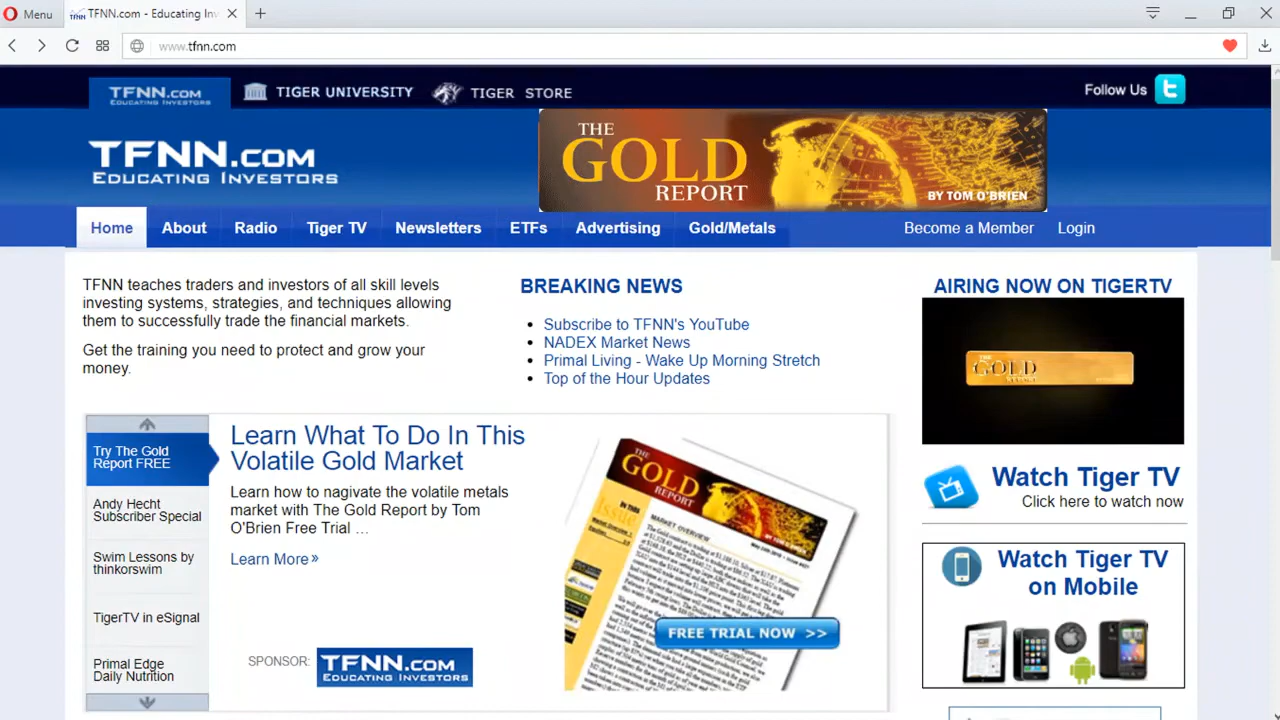 Menu
TFNN.com - Educating Inv
www.tfnn.com
TFNN.COM
EDUCATING INVESTORS
TIGER UNIVERSITY
TIGER STORE
Follow Us
TFNN.COM
EDUCATING INVESTORS
THE
GOLD
REPORT
BY TOM O'BRIEN
Home
About
Radio
Tiger TV
Newsletters
ETFs
Advertising
Gold/Metals
Become a Member
Login
TFNN teaches traders and investors of all skill levels
investing systems, strategies, and techniques allowing
them to successfully trade the financial markets.
Get the training you need to protect and grow your
money.
BREAKING NEWS
Subscribe to TFNN's YouTube
NADEX Market News
Primal Living - Wake Up Morning Stretch
Top of the Hour Updates
AIRING NOW ON TIGERTV
THE
GOLD
REPORT
Watch Tiger TV
Click here to watch now
Watch Tiger TV
on Mobile
Try The Gold
Report FREE
Andy Hecht
Subscriber Special
Swim Lessons by
thinkorswim
TigerTV in eSignal
Primal Edge
Daily Nutrition
Learn What To Do In This
Volatile Gold Market
Learn how to nagivate the volatile metals
market with The Gold Report by Tom
O'Brien Free Trial ...
Learn More »
SPONSOR:
TFNN.COM
EDUCATING INVESTORS
THE
GOLD
REPORT
IN THIS
Issue
MARKET OVERVIEW
FREE TRIAL NOW >>